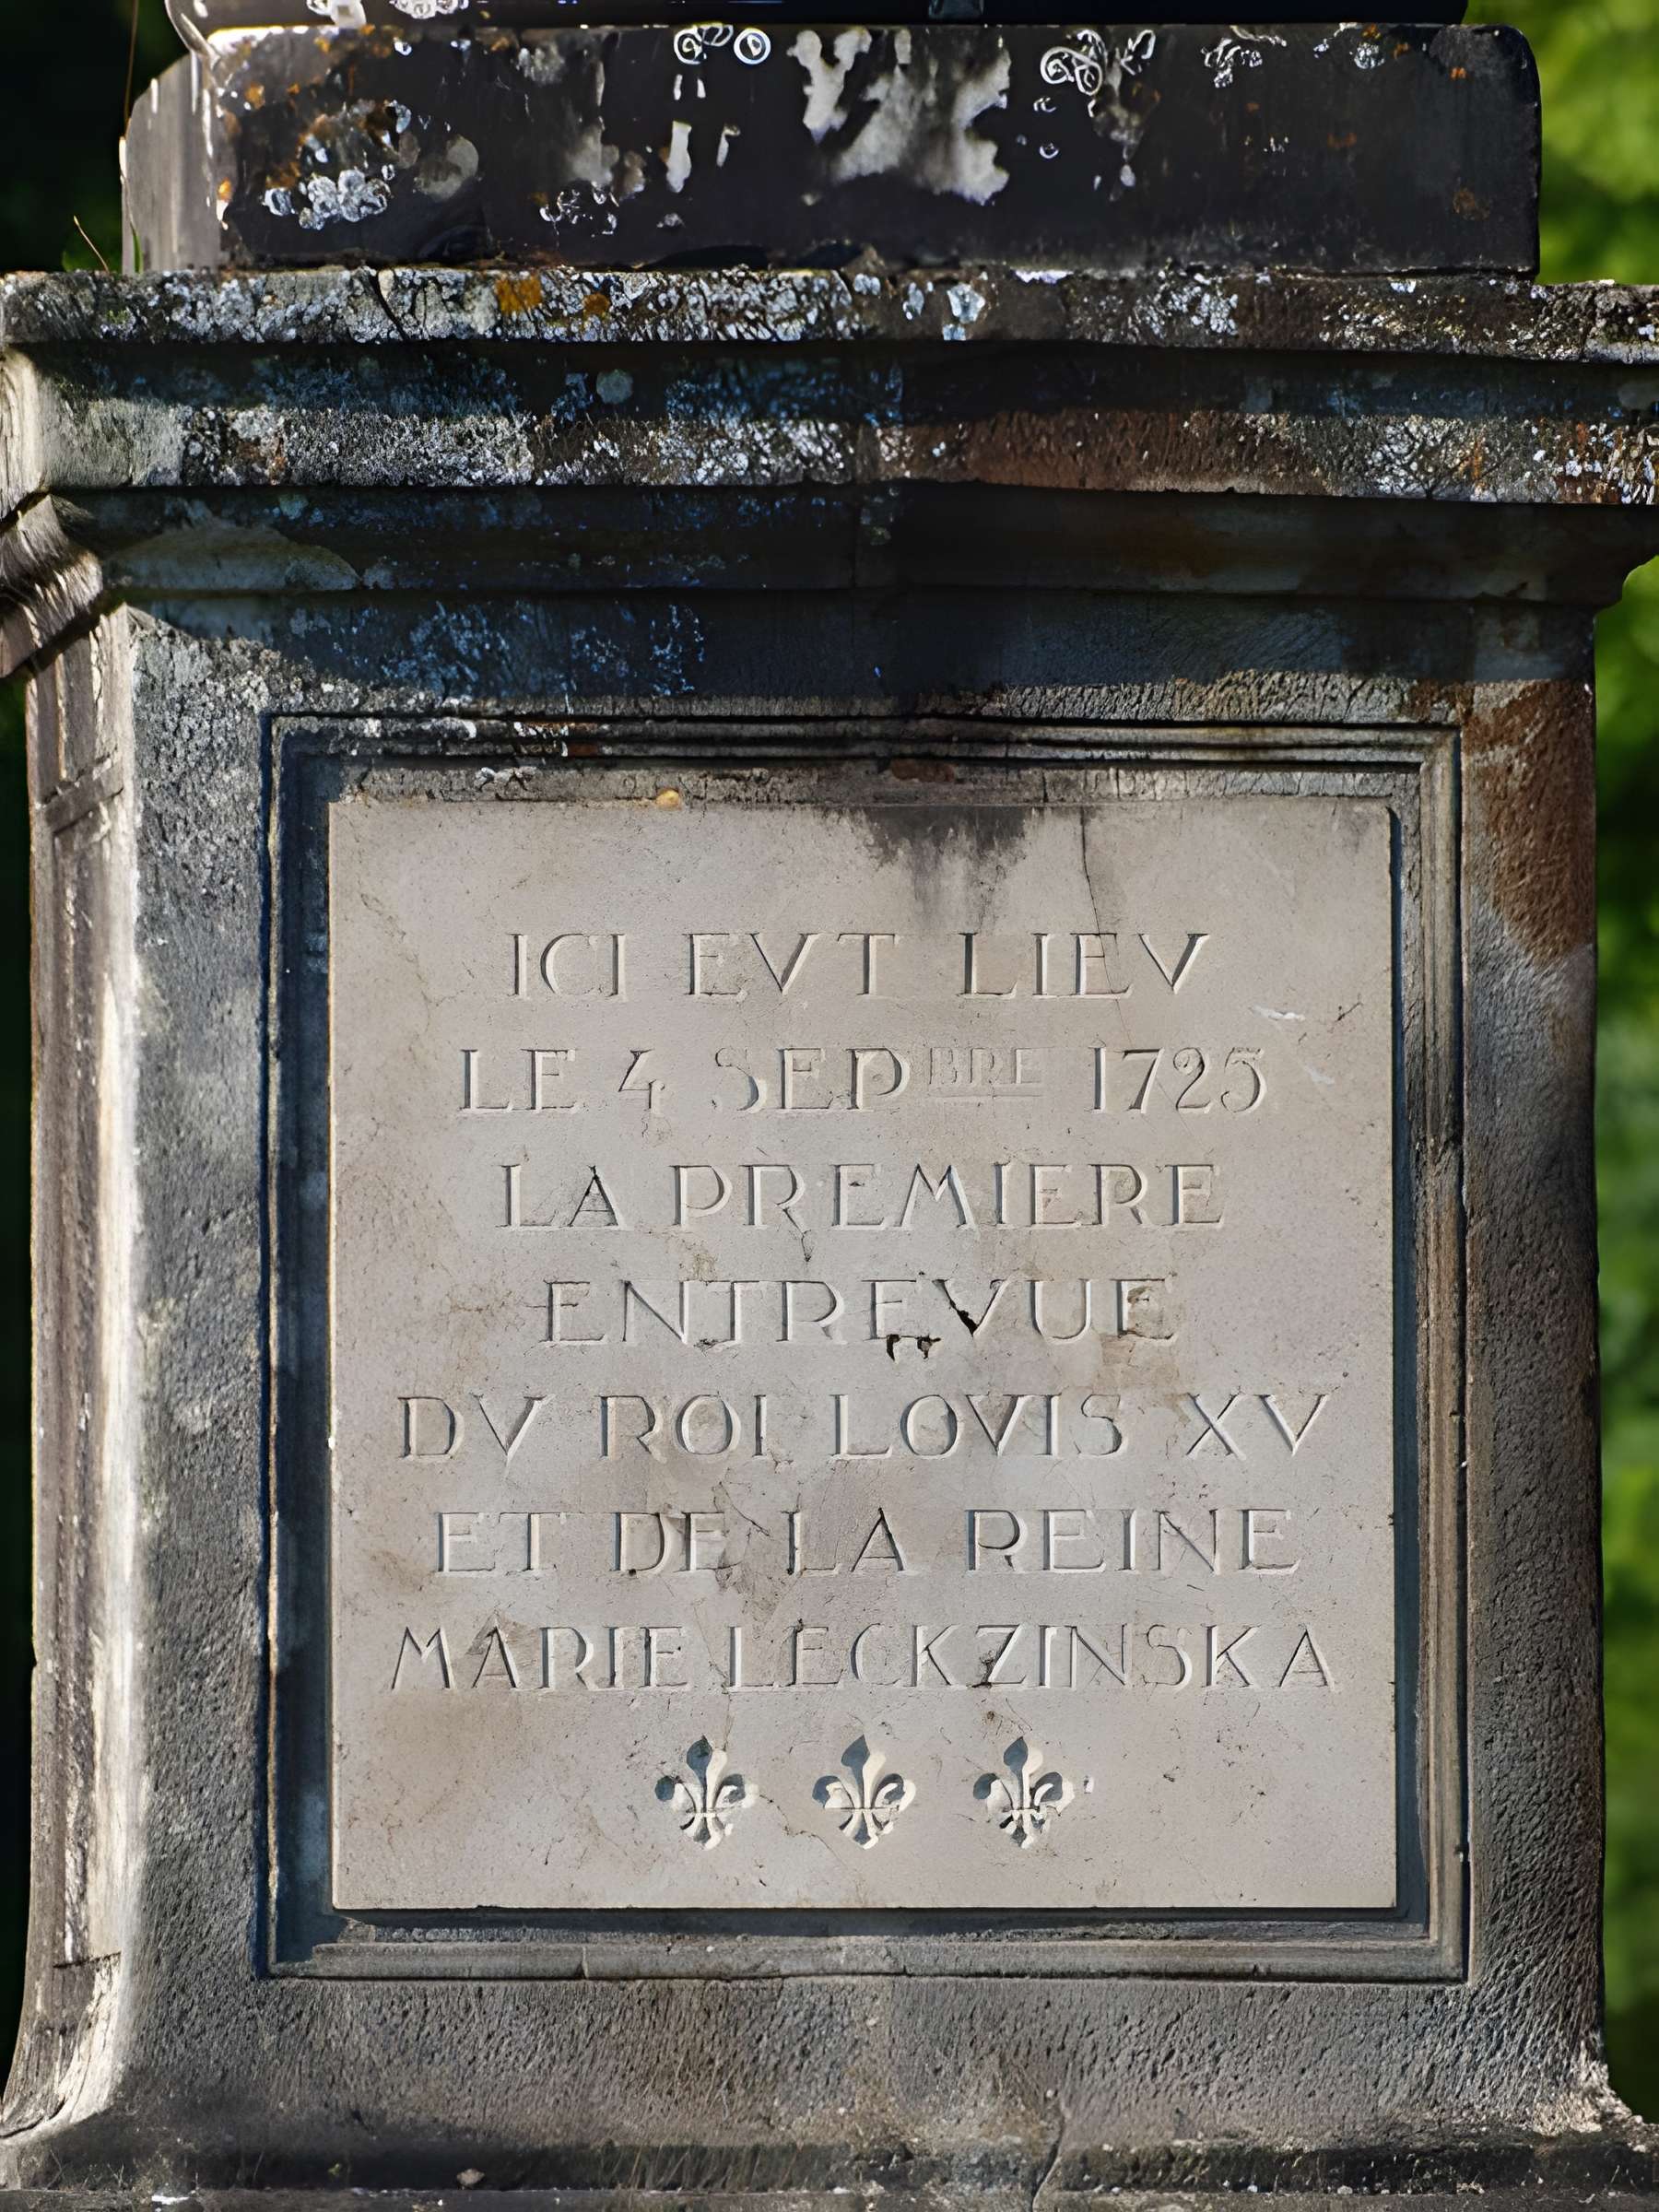 ICI EVT LIEV
LE 4 SEPBRE 1725
LA PREMIERE
ENTREVUE
DV ROI LOVIS XV
ET DE LA REINE
MARIE LECKZINSKA